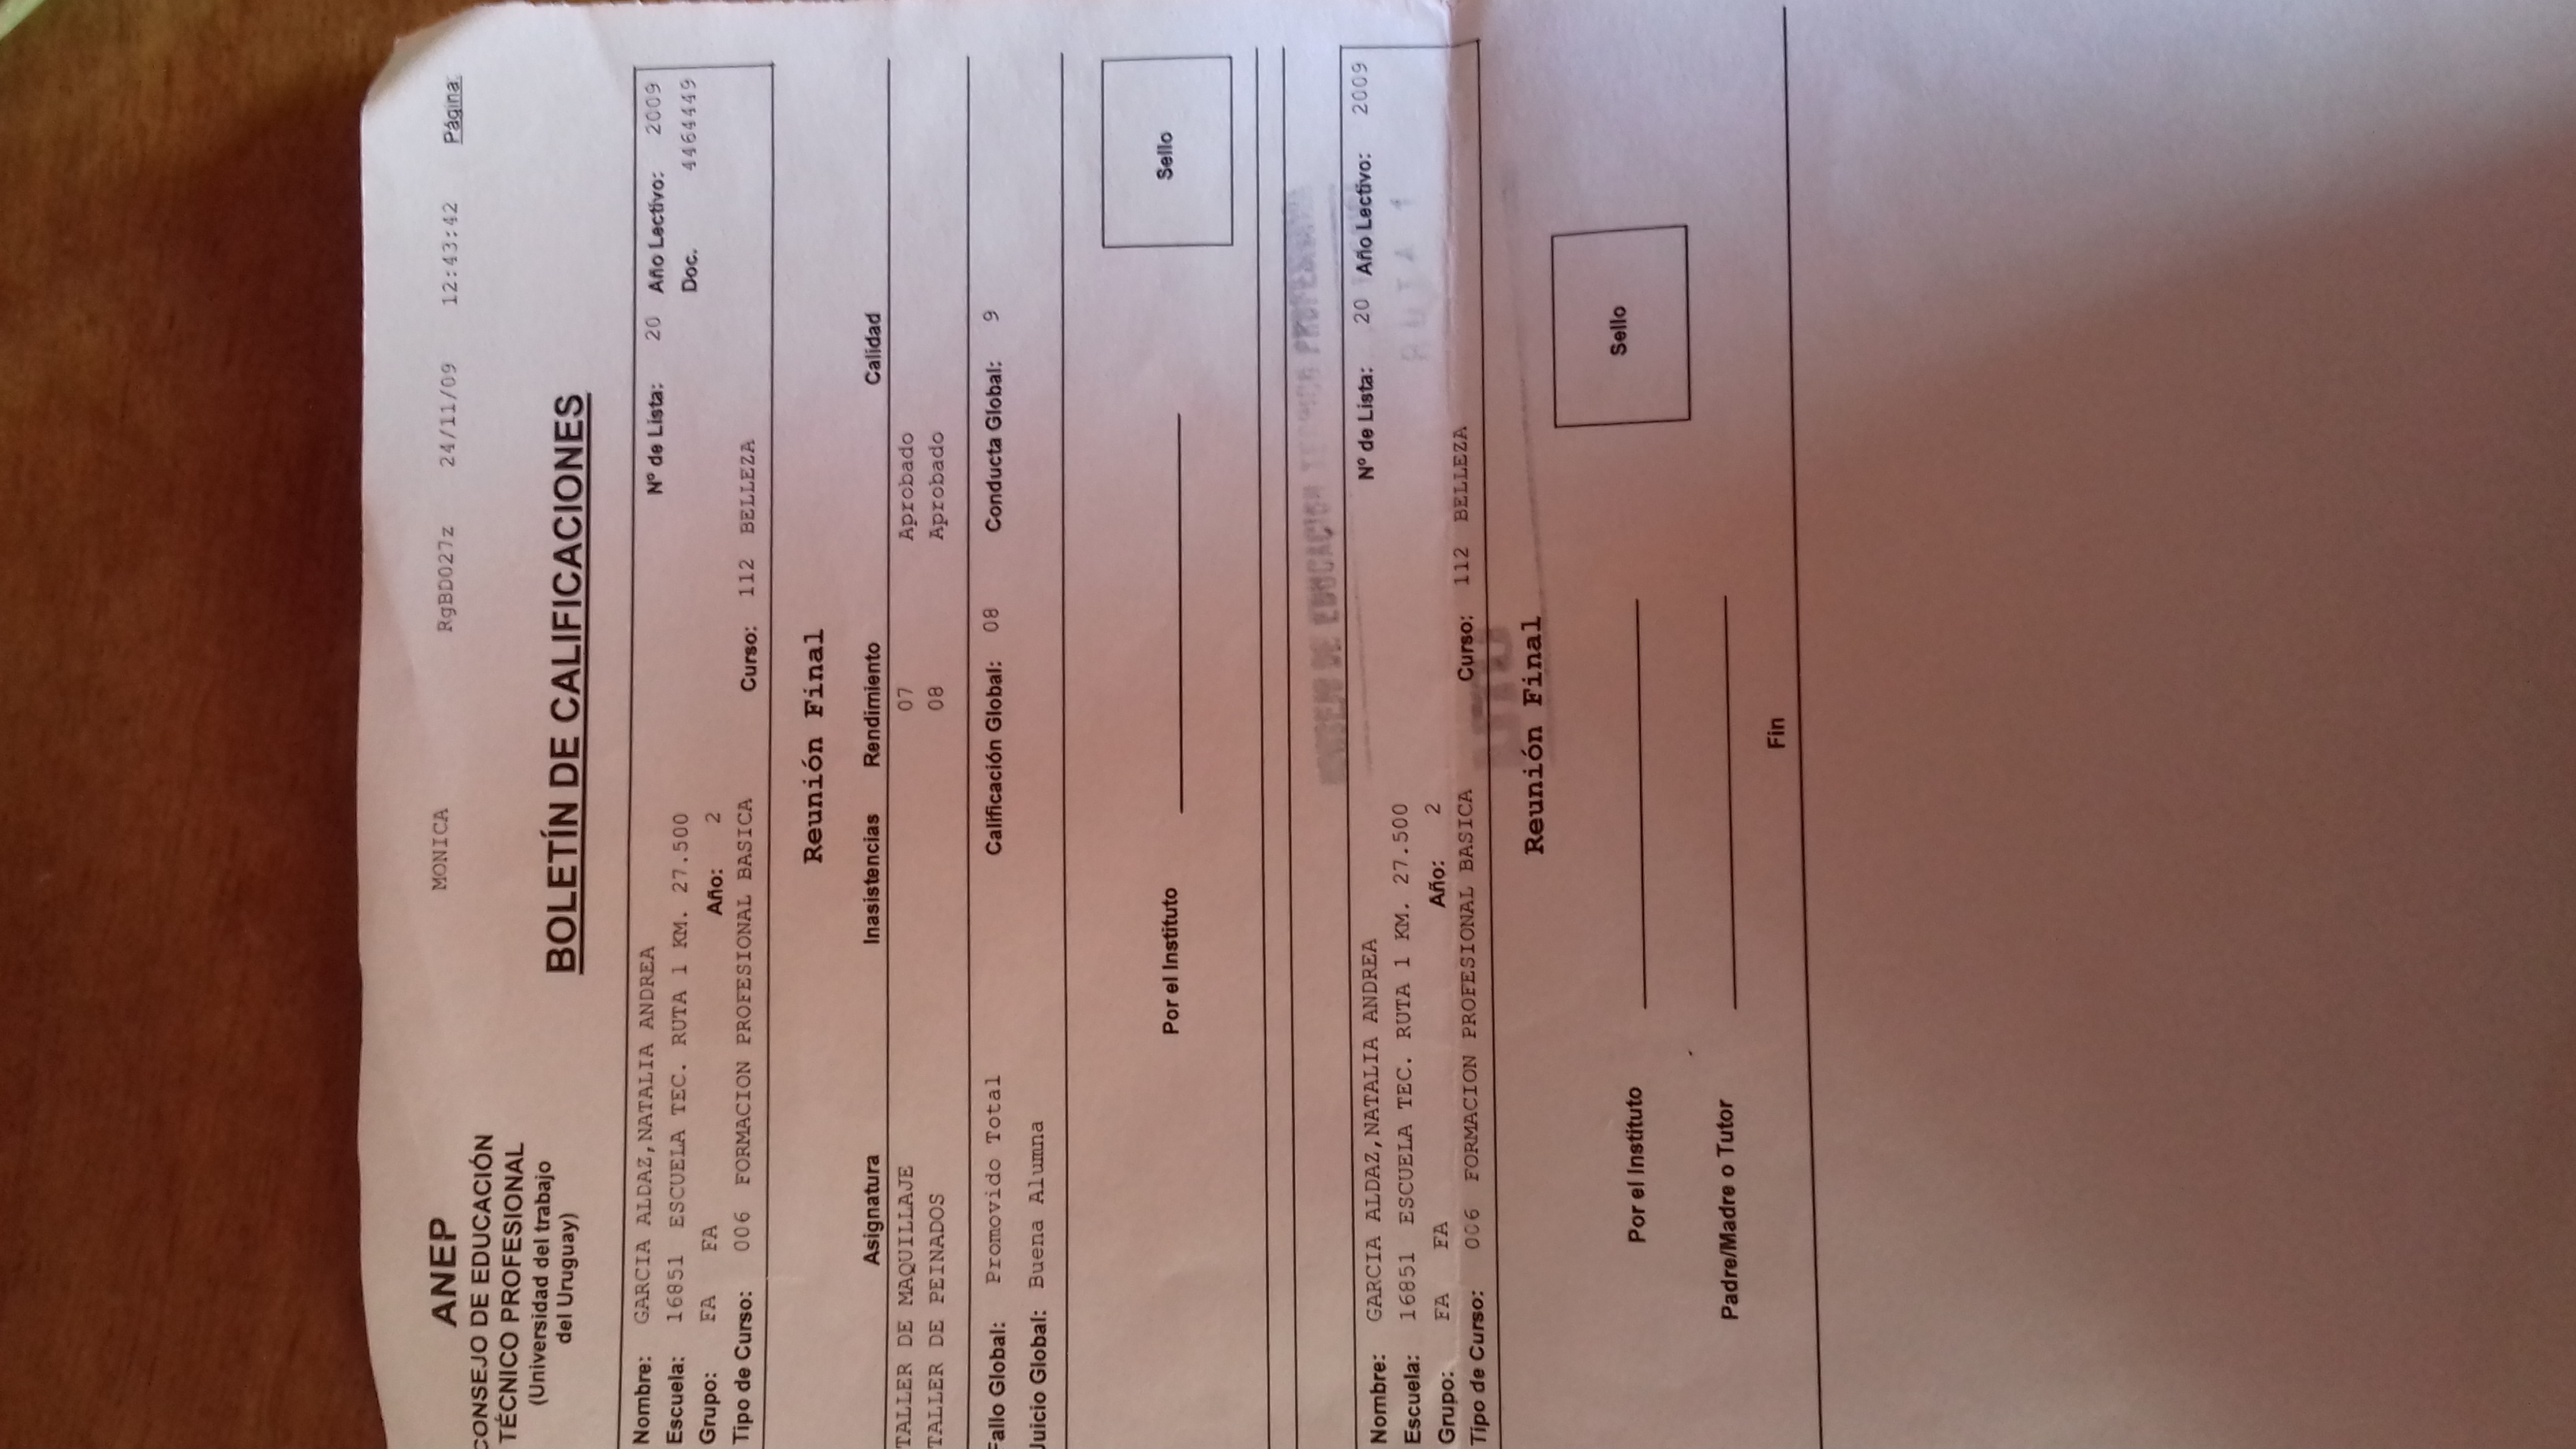 ANEP
MONICA RgBD027z 24/11/09 12:43:42 Página:
CONSEJO DE EDUCACIÓN
TÉCNICO PROFESIONAL
(Universidad del trabajo
del Uruguay)
BOLETÍN DE CALIFICACIONES
Nombre: GARCIA ALDAZ,NATALIA ANDREA Nº de Lista: 20 Año Lectivo: 2009
Escuela: 16851 ESCUELA TEC. RUTA 1 KM. 27.500 Doc. 4464449
Grupo: FA FA Año: 2
Tipo de Curso: 006 FORMACION PROFESIONAL BASICA Curso: 112 BELLEZA
Reunión Final
Asignatura Inasistencias Rendimiento Calidad
TALLER DE MAQUILLAJE 07 Aprobado
TALLER DE PEINADOS 08 Aprobado
Fallo Global: Promovido Total Calificación Global: 08 Conducta Global: 9
Juicio Global: Buena Alumna
Por el Instituto Sello
CONSEJO DE EDUCACION TECNICO PROFESIONAL
Nombre: GARCIA ALDAZ,NATALIA ANDREA Nº de Lista: 20 Año Lectivo: 2009
Escuela: 16851 ESCUELA TEC. RUTA 1 KM. 27.500
RUTA 1
Grupo: FA FA Año: 2
Tipo de Curso: 006 FORMACION PROFESIONAL BASICA Curso: 112 BELLEZA
UTU
Reunión Final
Por el Instituto Sello
Padre/Madre o Tutor
Fin